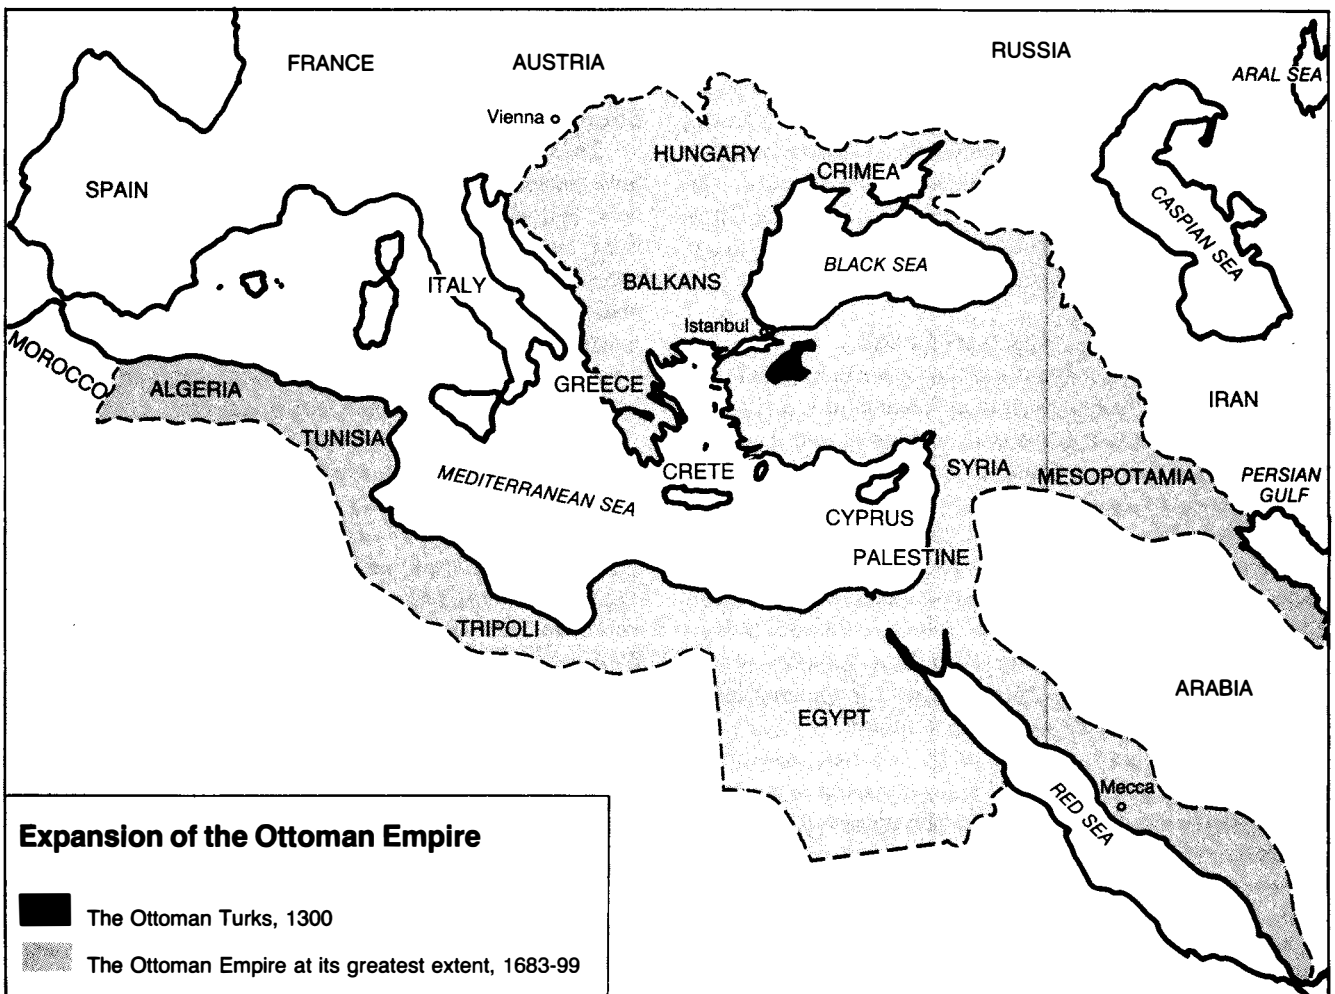 FRANCE
AUSTRIA
RUSSIA
ARAL SEA
Vienna
HUNGARY
CRIMEA
SPAIN
CASPIAN SEA
BLACK SEA
ITALY
BALKANS
Istanbul
MOROCCO
ALGERIA
GREECE
IRAN
TUNISIA
MEDITERRANEAN SEA
CRETE
SYRIA
MESOPOTAMIA
PERSIAN
GULF
CYPRUS
PALESTINE
TRIPOLI
ARABIA
EGYPT
Mecca
RED SEA
Expansion of the Ottoman Empire
The Ottoman Turks, 1300
The Ottoman Empire at its greatest extent, 1683-99